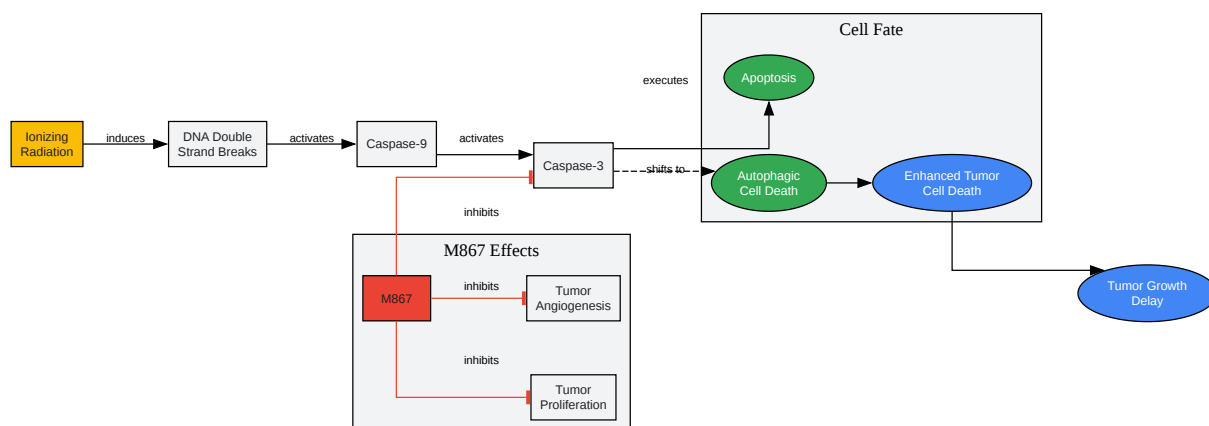 Cell Fate
Apoptosis
executes
Ionizing
Radiation
induces
DNA Double
Strand Breaks
activates
Caspase-9
activates
Caspase-3
shifts to
Autophagic
Cell Death
Enhanced Tumor
Cell Death
inhibits
M867 Effects
M867
inhibits
Tumor
Angiogenesis
Tumor Growth
Delay
inhibits
Tumor
Proliferation